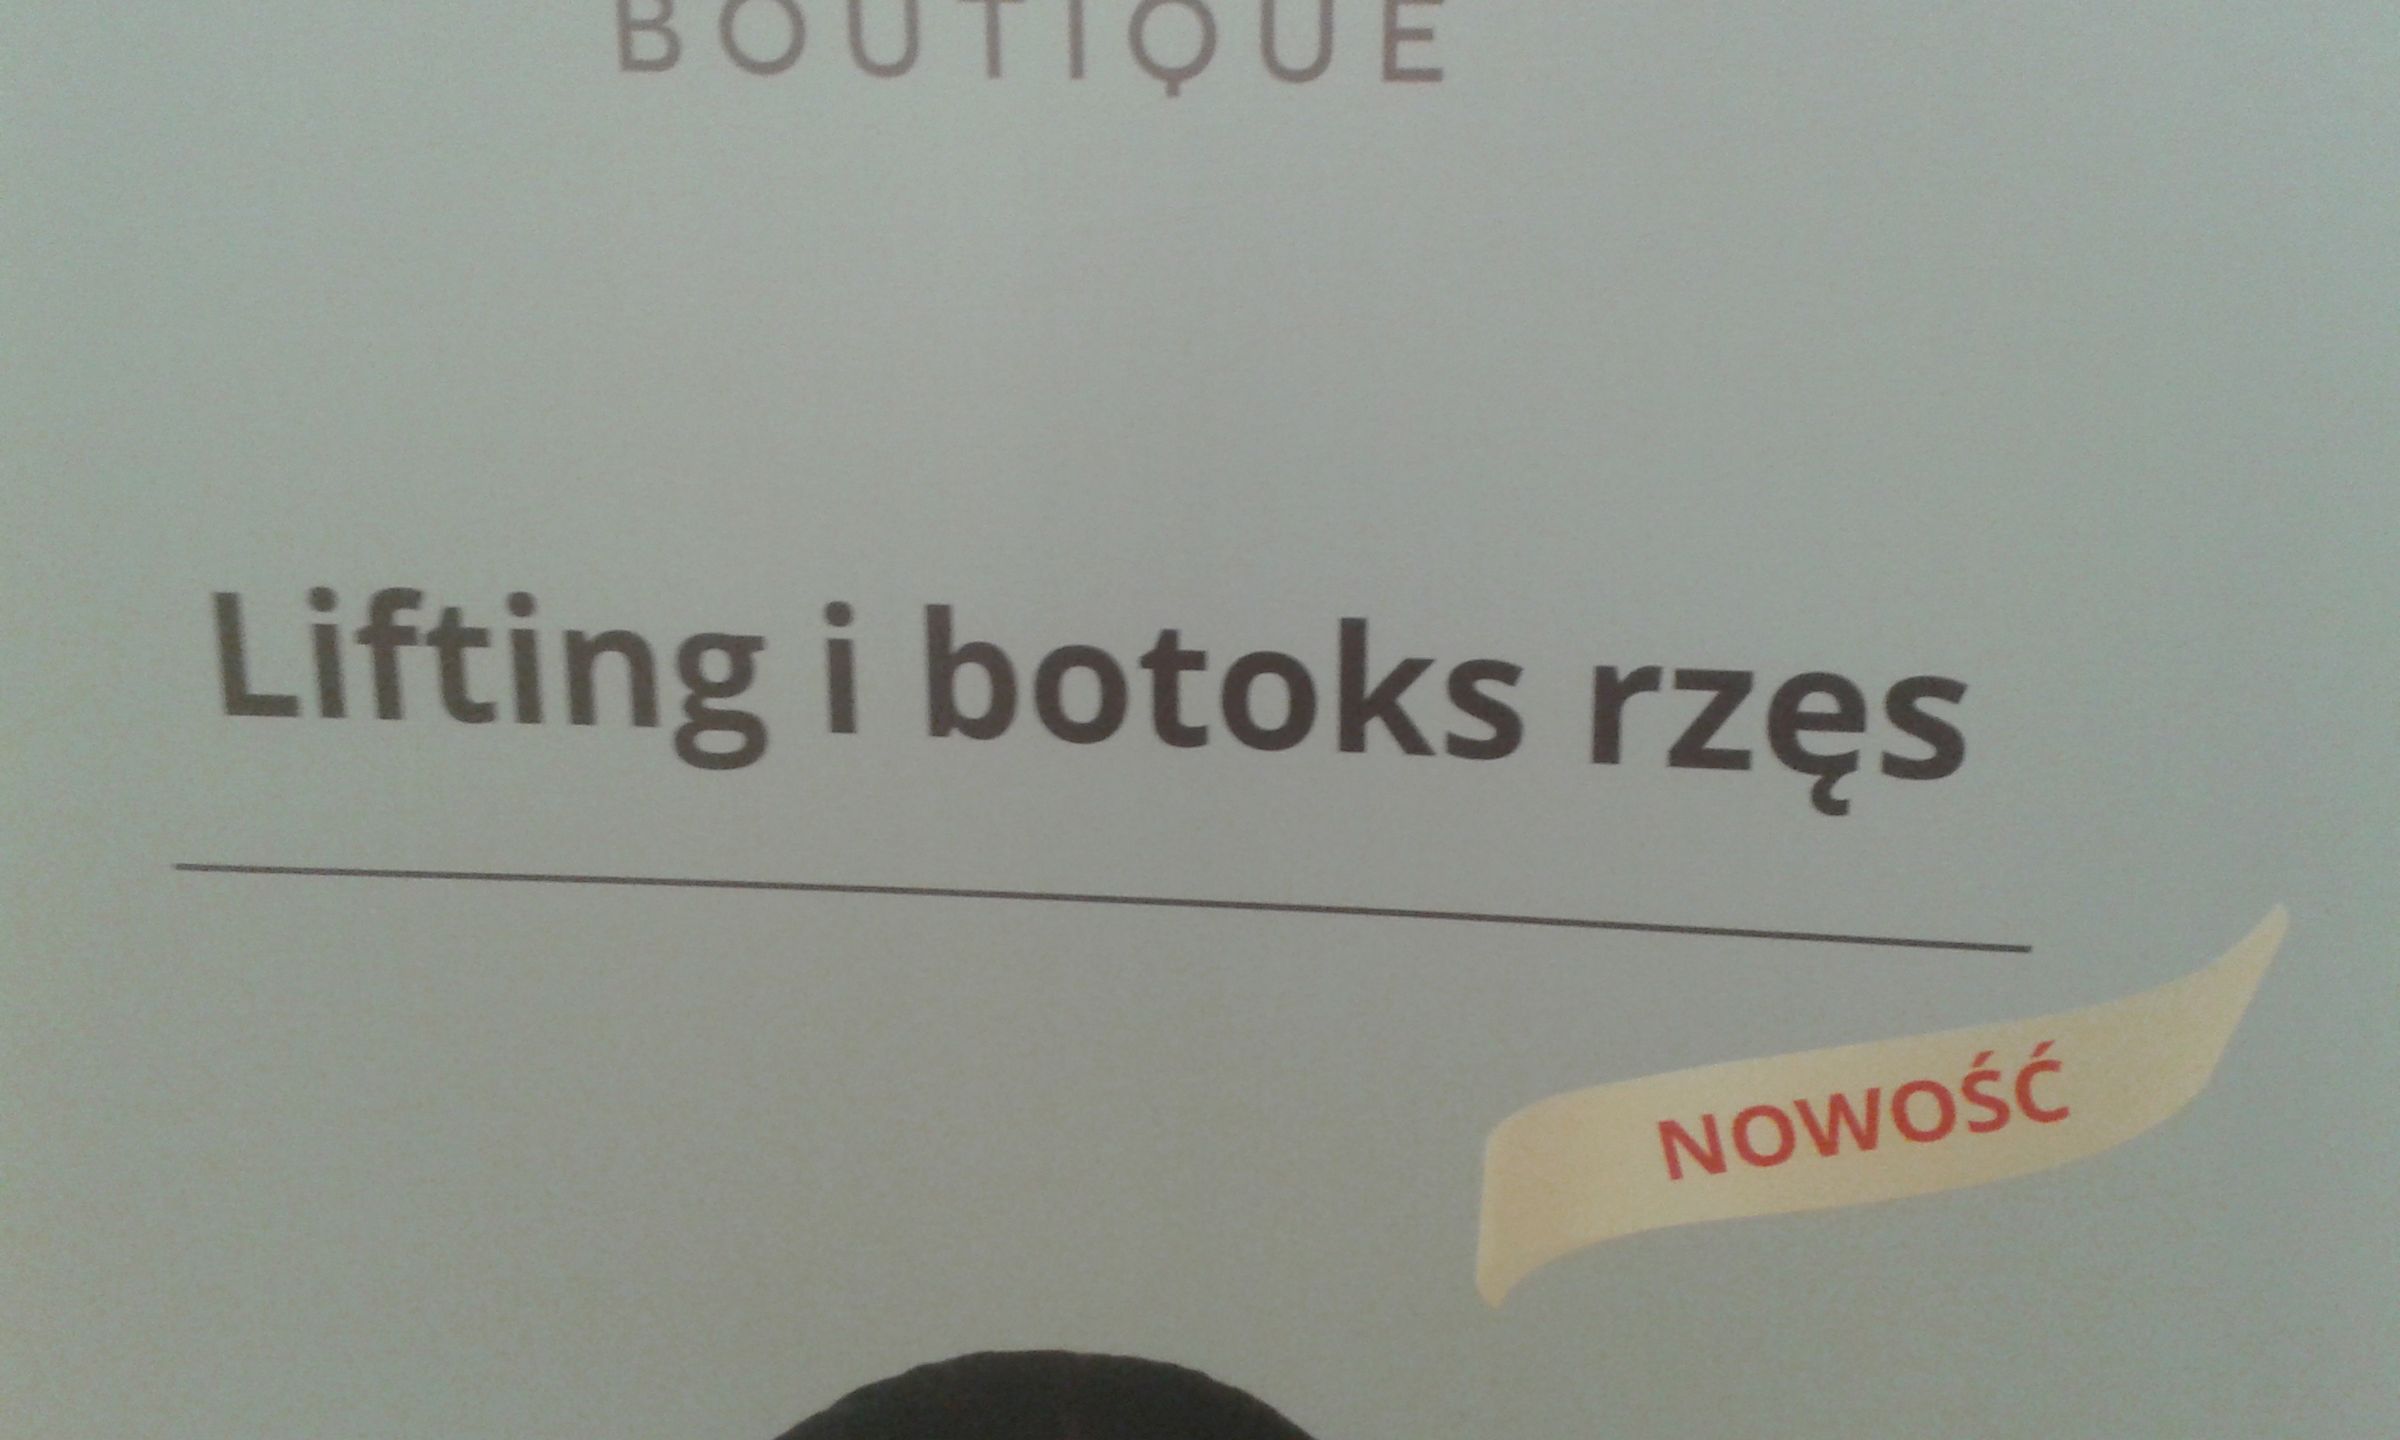 BOUTIQUE
Lifting i botoks rzęs
NOWOŚĆ